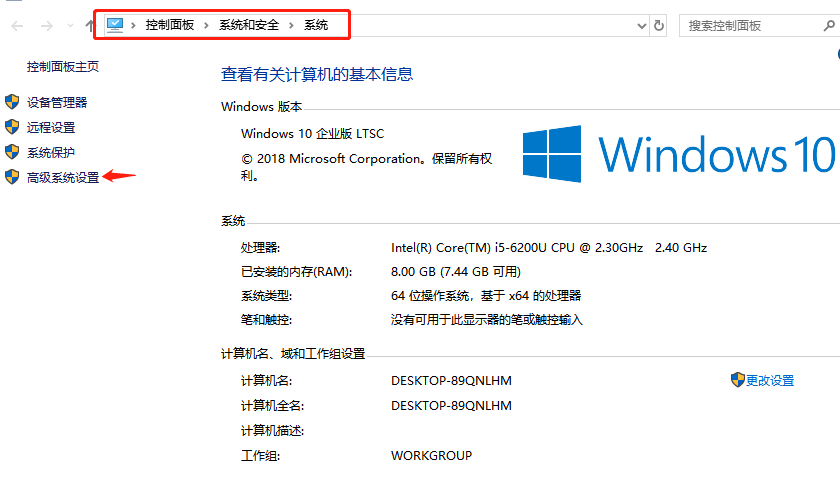 控制面板 › 系统和安全 › 系统
搜索控制面板
控制面板主页
设备管理器
远程设置
系统保护
高级系统设置
查看有关计算机的基本信息
Windows 版本
Windows 10 企业版 LTSC
© 2018 Microsoft Corporation。保留所有权
利。
Windows 10
系统
处理器: Intel(R) Core(TM) i5-6200U CPU @ 2.30GHz 2.40 GHz
已安装的内存(RAM): 8.00 GB (7.44 GB 可用)
系统类型: 64 位操作系统，基于 x64 的处理器
笔和触控: 没有可用于此显示器的笔或触控输入
计算机名、域和工作组设置
计算机名: DESKTOP-89QNLHM 更改设置
计算机全名: DESKTOP-89QNLHM
计算机描述:
工作组: WORKGROUP